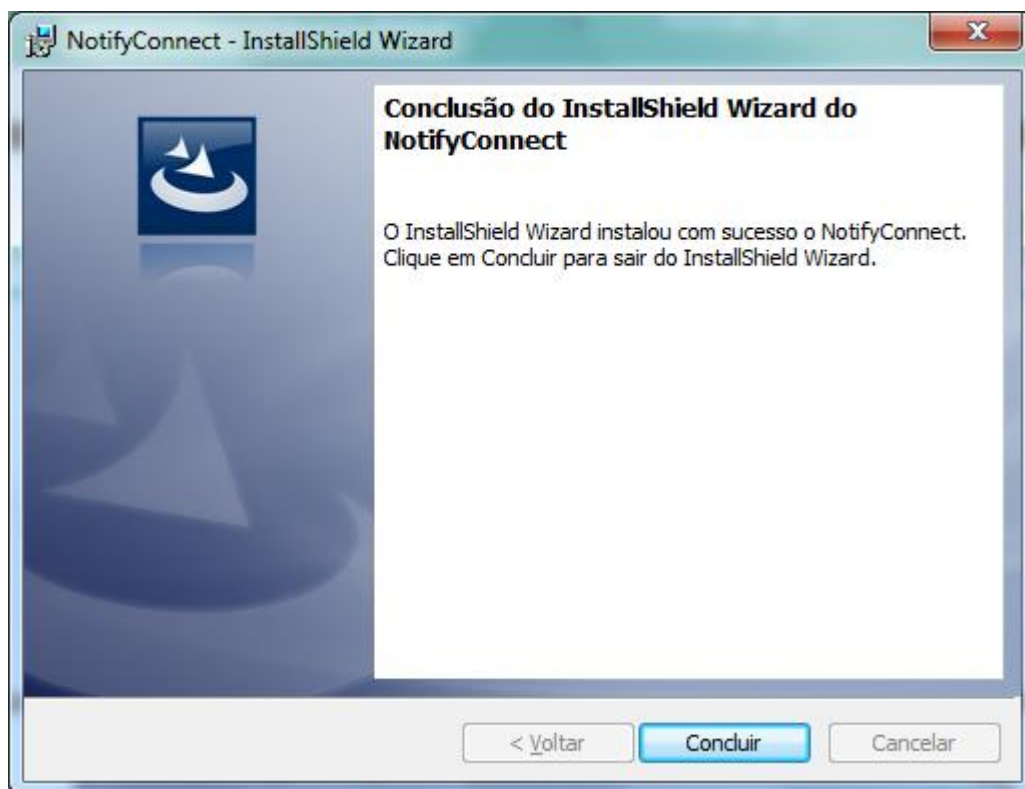 NotifyConnect - InstallShield Wizard
Conclusão do InstallShield Wizard do
NotifyConnect
O InstallShield Wizard instalou com sucesso o NotifyConnect.
Clique em Concluir para sair do InstallShield Wizard.
< Voltar
Concluir
Cancelar